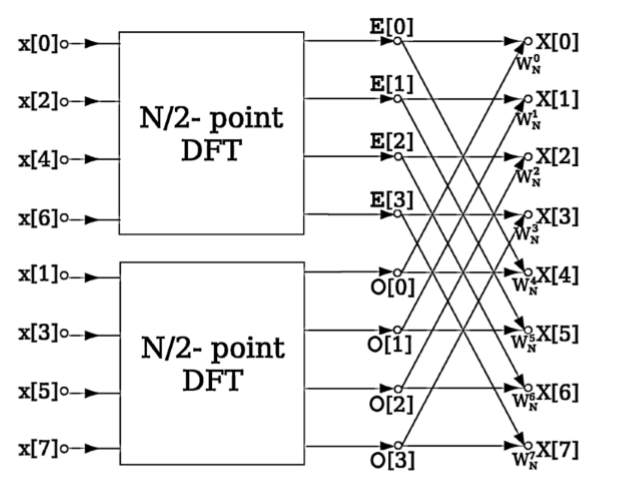 x[0]
x[2]
x[4]
x[6]
x[1]
x[3]
x[5]
x[7]
N/2- point
DFT
N/2- point
DFT
E[0]
E[1]
E[2]
E[3]
O[0]
O[1]
O[2]
O[3]
X[0]
W_N^0
X[1]
W_N^1
X[2]
W_N^2
X[3]
W_N^3
X[4]
W_N^4
X[5]
W_N^5
X[6]
W_N^6
X[7]
W_N^7